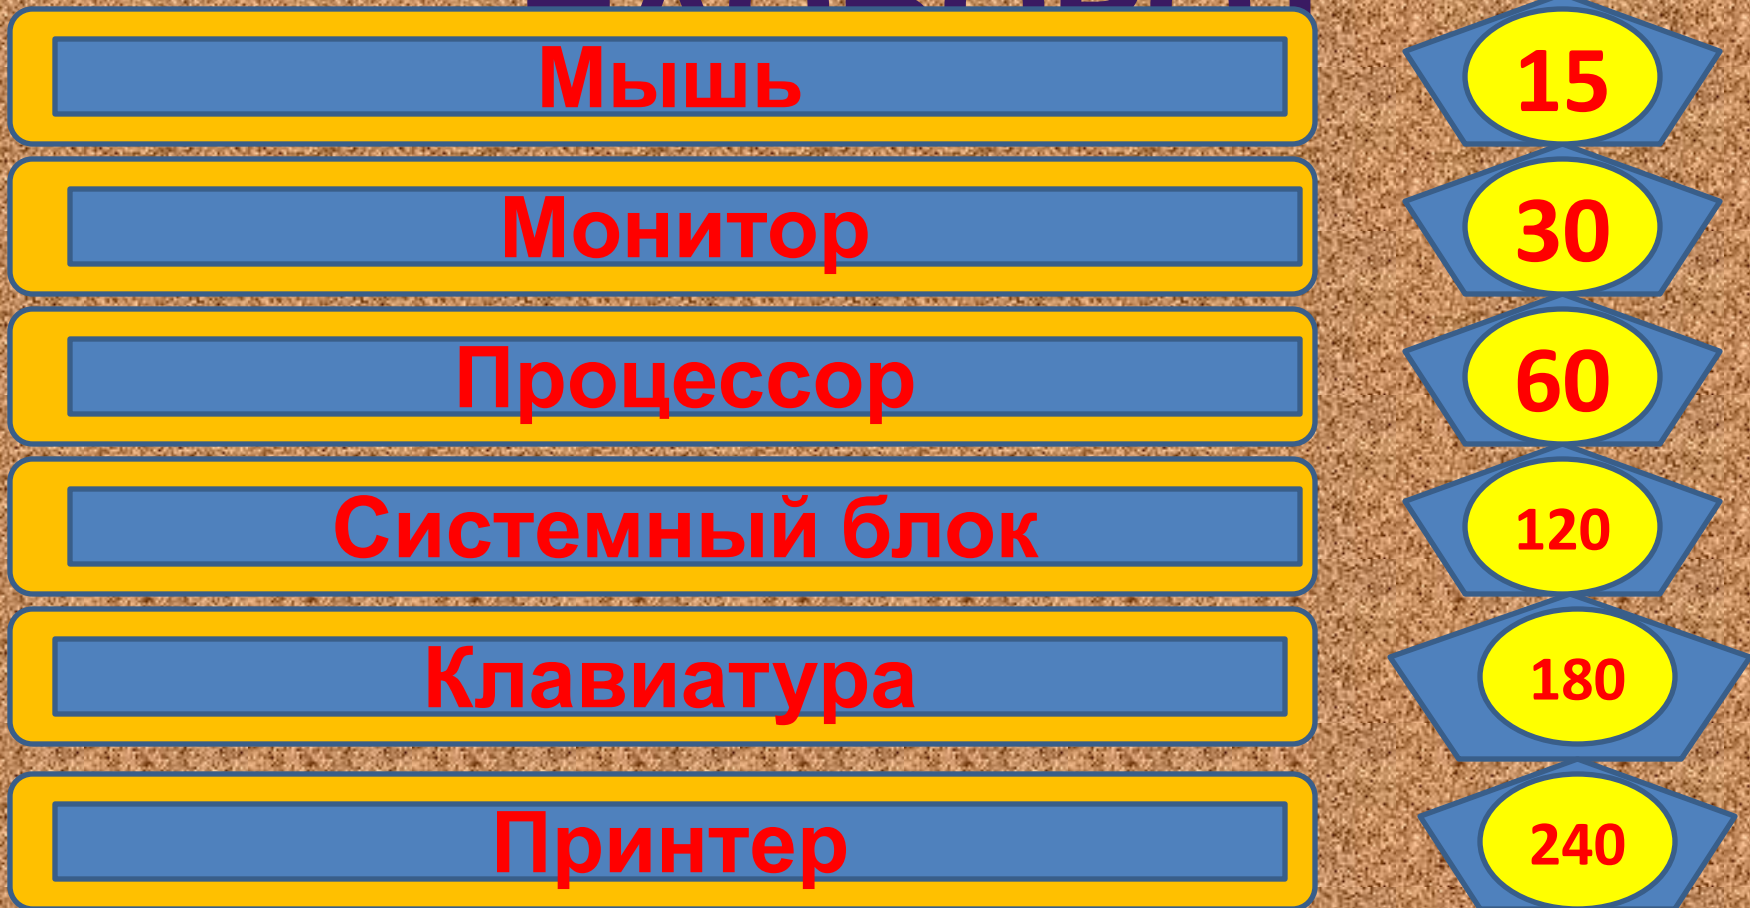 Мышь 15
Монитор 30
Процессор 60
Системный блок 120
Клавиатура 180
Принтер 240